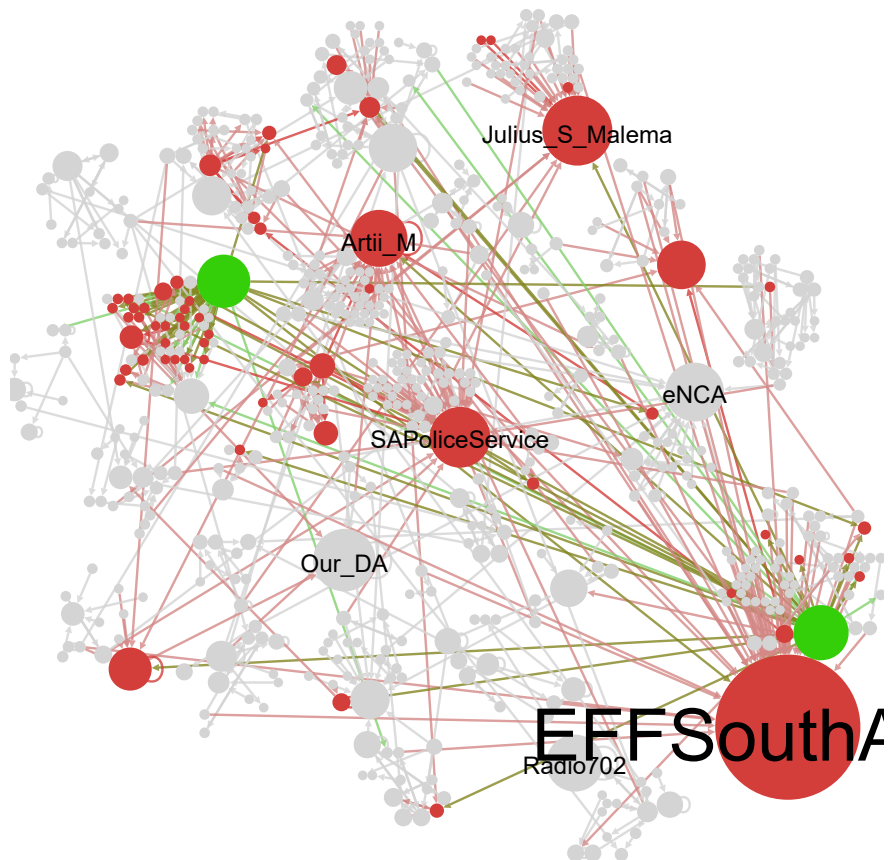 Julius_S_Malema
Artii_M
eNCA
SAPoliceService
Our_DA
EFFSouthA
Radio702